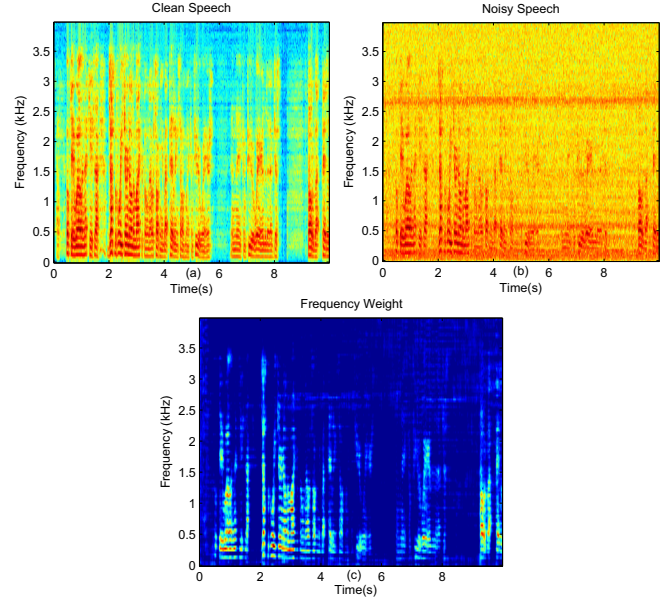 Clean Speech
Frequency (kHz)
3.5
3
2.5
2
1.5
1
0.5
0
0 2 4 6 8
(a)
Time(s)
Noisy Speech
Frequency (kHz)
3.5
3
2.5
2
1.5
1
0.5
0
0 2 4 6 8
(b)
Time(s)
Frequency Weight
Frequency (kHz)
3.5
3
2.5
2
1.5
1
0.5
0
0 2 4 6 8
(c)
Time(s)